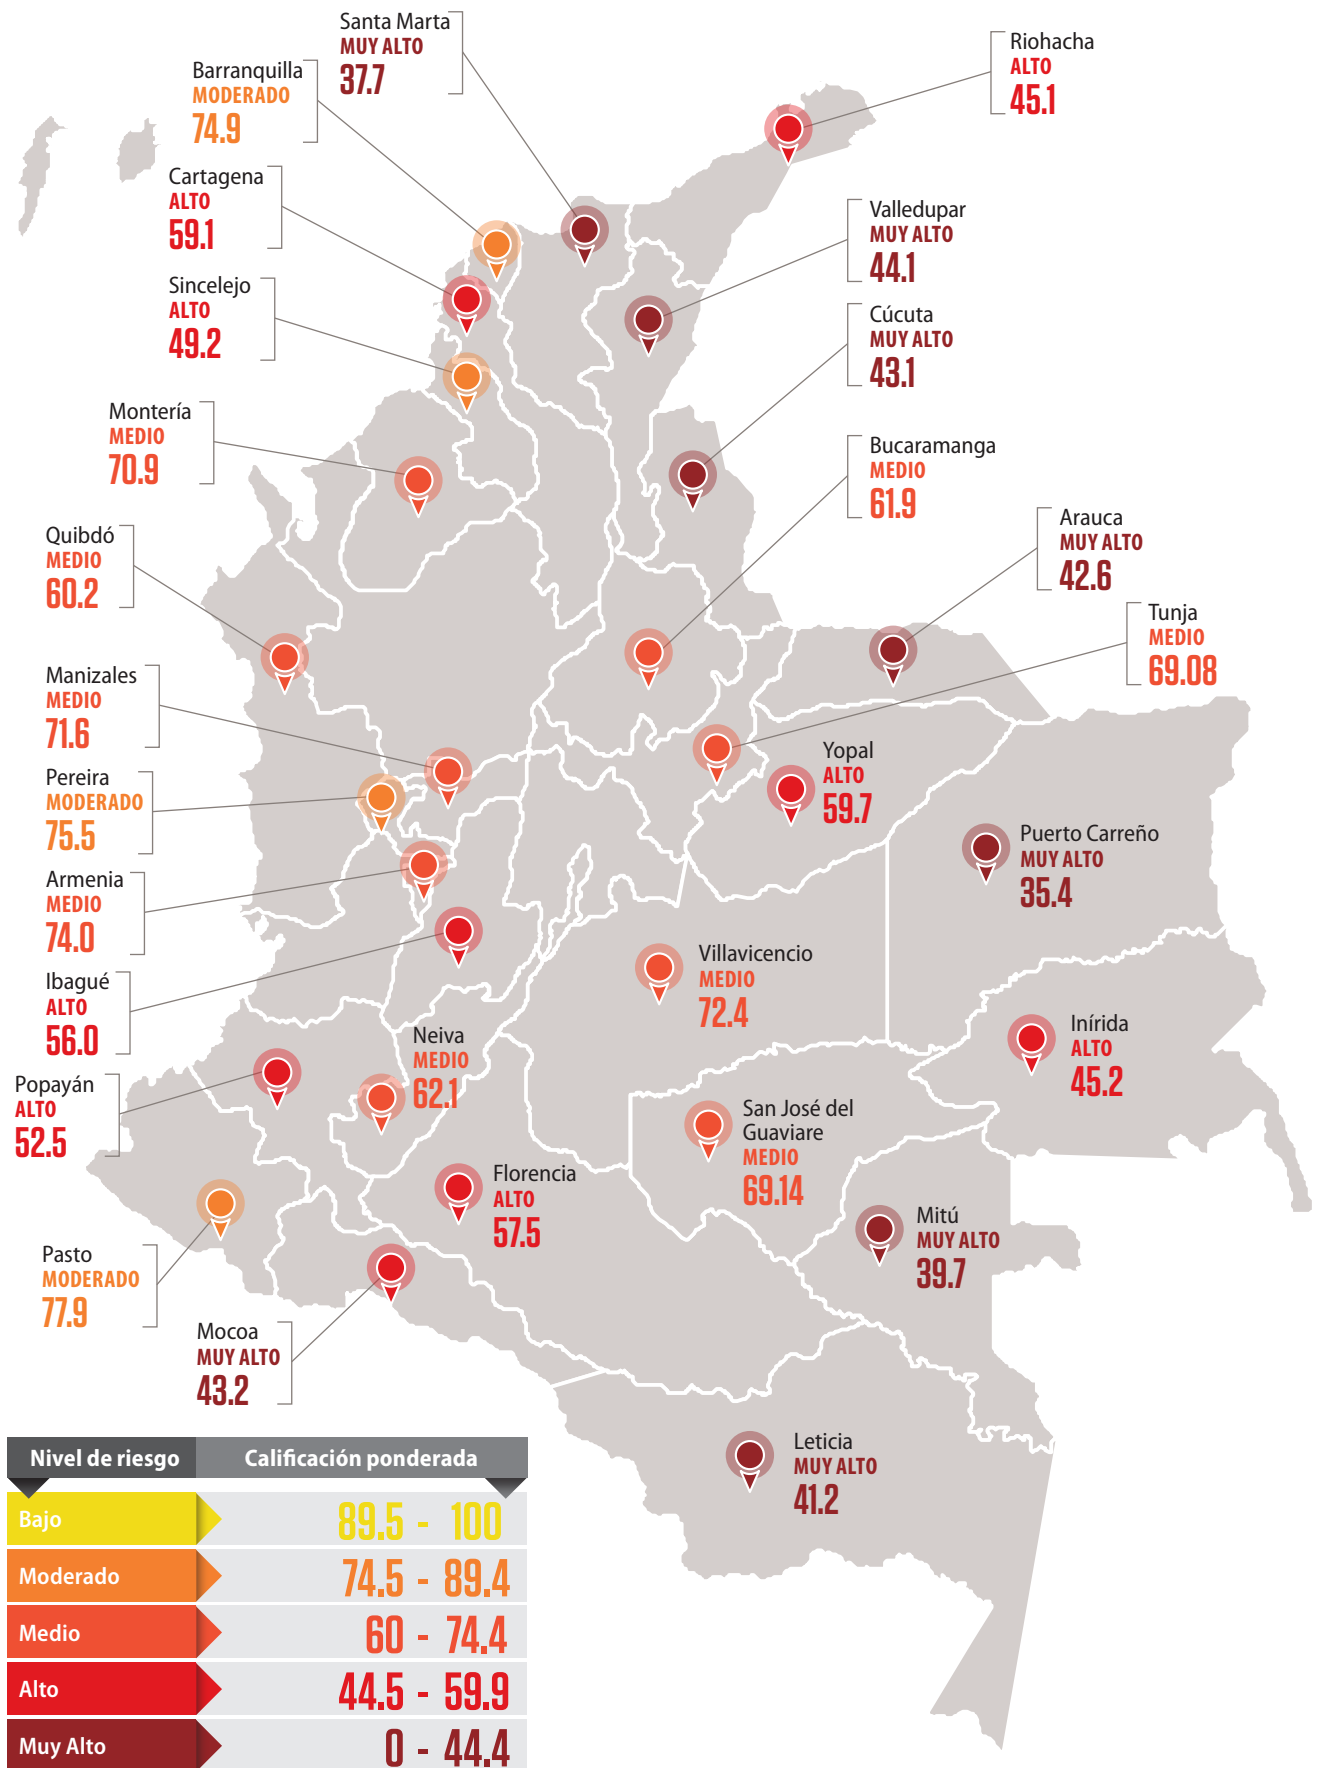 Santa Marta
MUY ALTO
37.7
Barranquilla
MODERADO
74.9
Cartagena
ALTO
59.1
Sincelejo
ALTO
49.2
Montería
MEDIO
70.9
Quibdó
MEDIO
60.2
Manizales
MEDIO
71.6
Pereira
MODERADO
75.5
Armenia
MEDIO
74.0
Ibagué
ALTO
56.0
Popayán
ALTO
52.5
Pasto
MODERADO
77.9
Mocoa
MUY ALTO
43.2
Riohacha
ALTO
45.1
Valledupar
MUY ALTO
44.1
Cúcuta
MUY ALTO
43.1
Bucaramanga
MEDIO
61.9
Arauca
MUY ALTO
42.6
Tunja
MEDIO
69.08
Yopal
ALTO
59.7
Puerto Carreño
MUY ALTO
35.4
Villavicencio
MEDIO
72.4
Inírida
ALTO
45.2
Neiva
MEDIO
62.1
San José del
Guaviare
MEDIO
69.14
Florencia
ALTO
57.5
Mitú
MUY ALTO
39.7
Leticia
MUY ALTO
41.2
Nivel de riesgo Calificación ponderada
Bajo 89.5 - 100
Moderado 74.5 - 89.4
Medio 60 - 74.4
Alto 44.5 - 59.9
Muy Alto 0 - 44.4